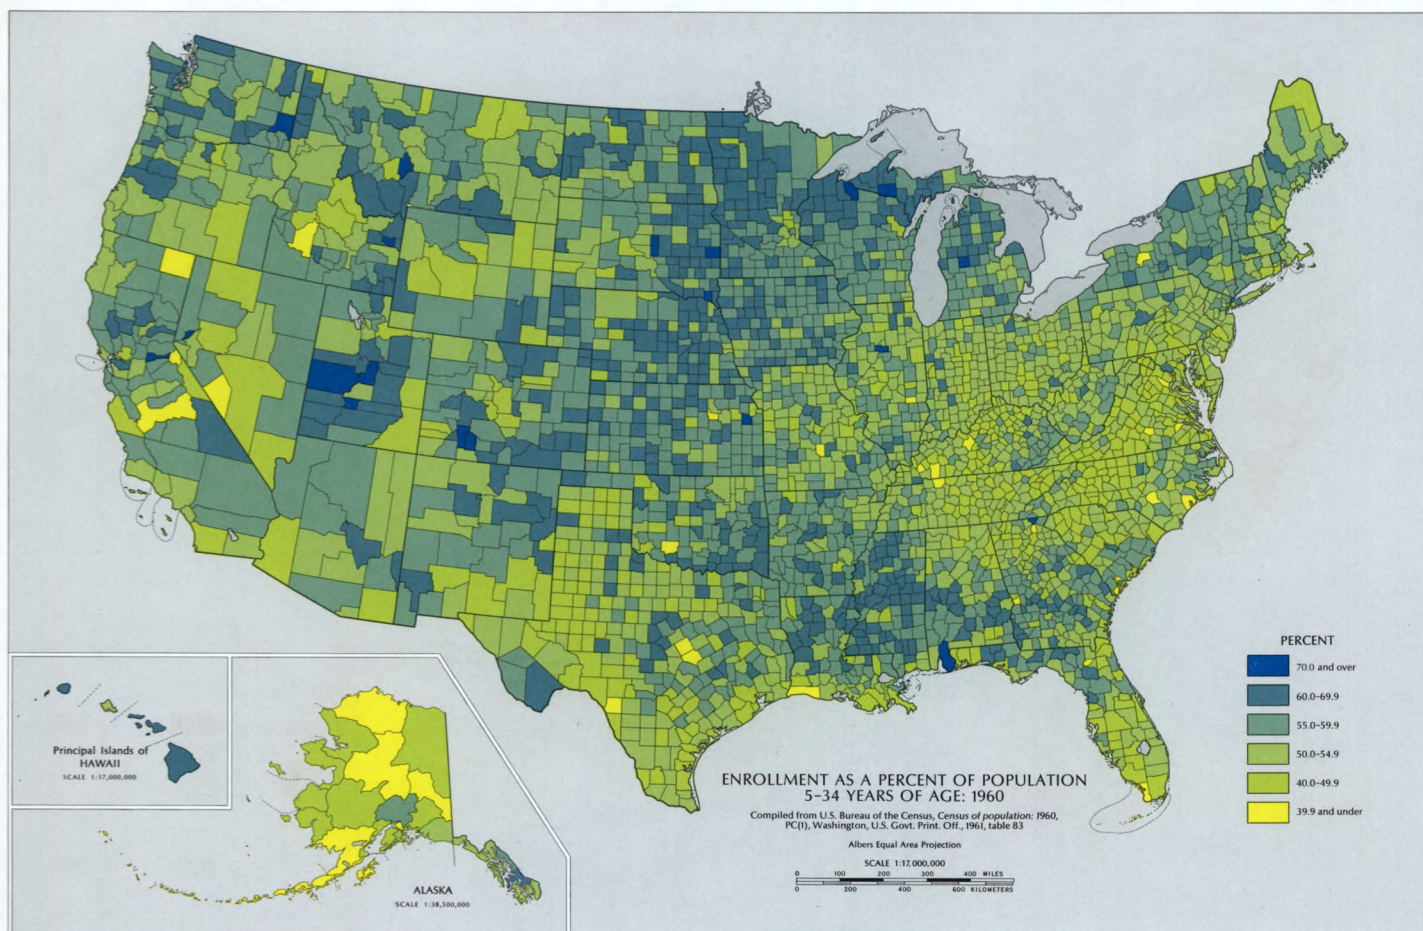 PERCENT
70.0 and over
60.0-69.9
55.0-59.9
50.0-54.9
40.0-49.9
39.9 and under
Principal Islands of
HAWAII
SCALE 1:17,000,000
ENROLLMENT AS A PERCENT OF POPULATION
5-34 YEARS OF AGE: 1960
Compiled from U.S. Bureau of the Census, Census of population: 1960,
PC(1), Washington, U.S. Govt. Print. Off., 1961, table 83
Albers Equal Area Projection
SCALE 1:17,000,000
0 100 200 300 400 MILES
0 200 400 600 KILOMETERS
ALASKA
SCALE 1:38,500,000